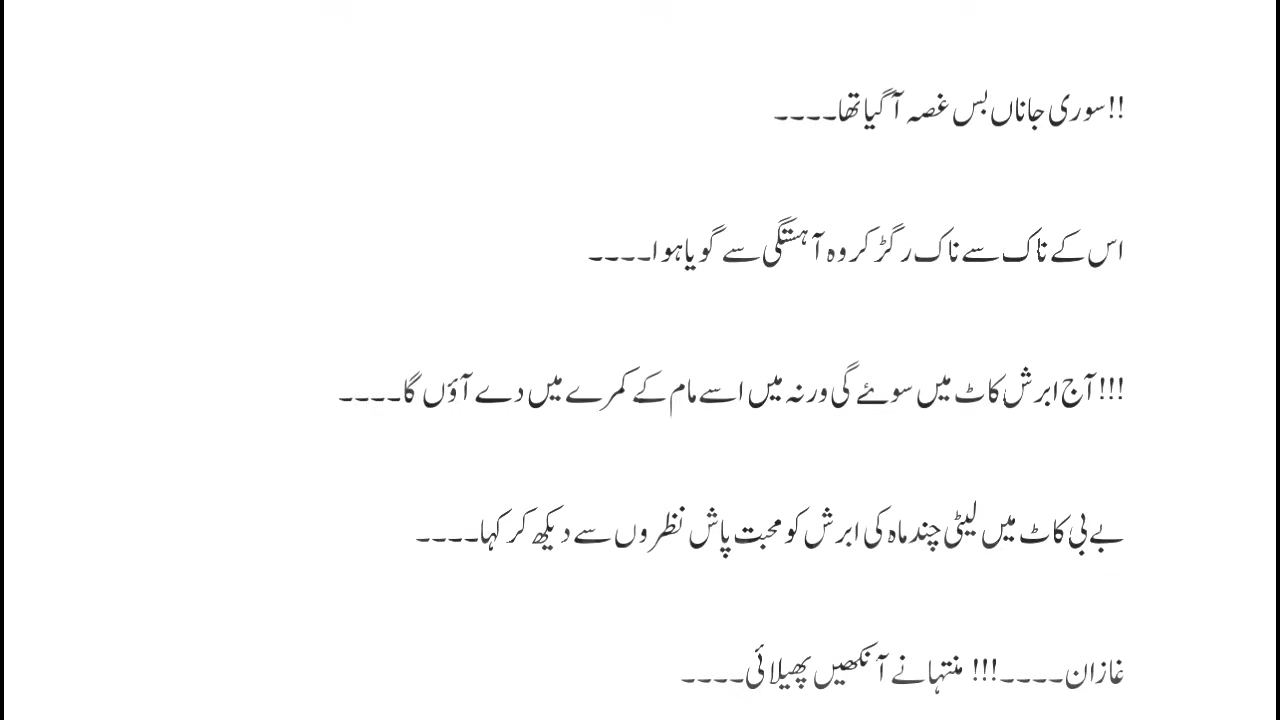 !!سوری جاناں بس غصہ آ گیا تھا۔۔۔۔
اس کے ناک سے ناک رگڑ کر وہ آہستگی سے گویا ہوا۔۔۔۔
!!!آج ابرش کاٹ میں سوئے گی ورنہ میں اسے مام کے کمرے میں دے آؤں گا۔۔۔۔
بے بی کاٹ میں لیٹی چند ماہ کی ابرش کو محبت پاش نظروں سے دیکھ کر کہا۔۔۔۔
غازان۔۔۔۔!!! منتہا نے آنکھیں پھیلائی۔۔۔۔